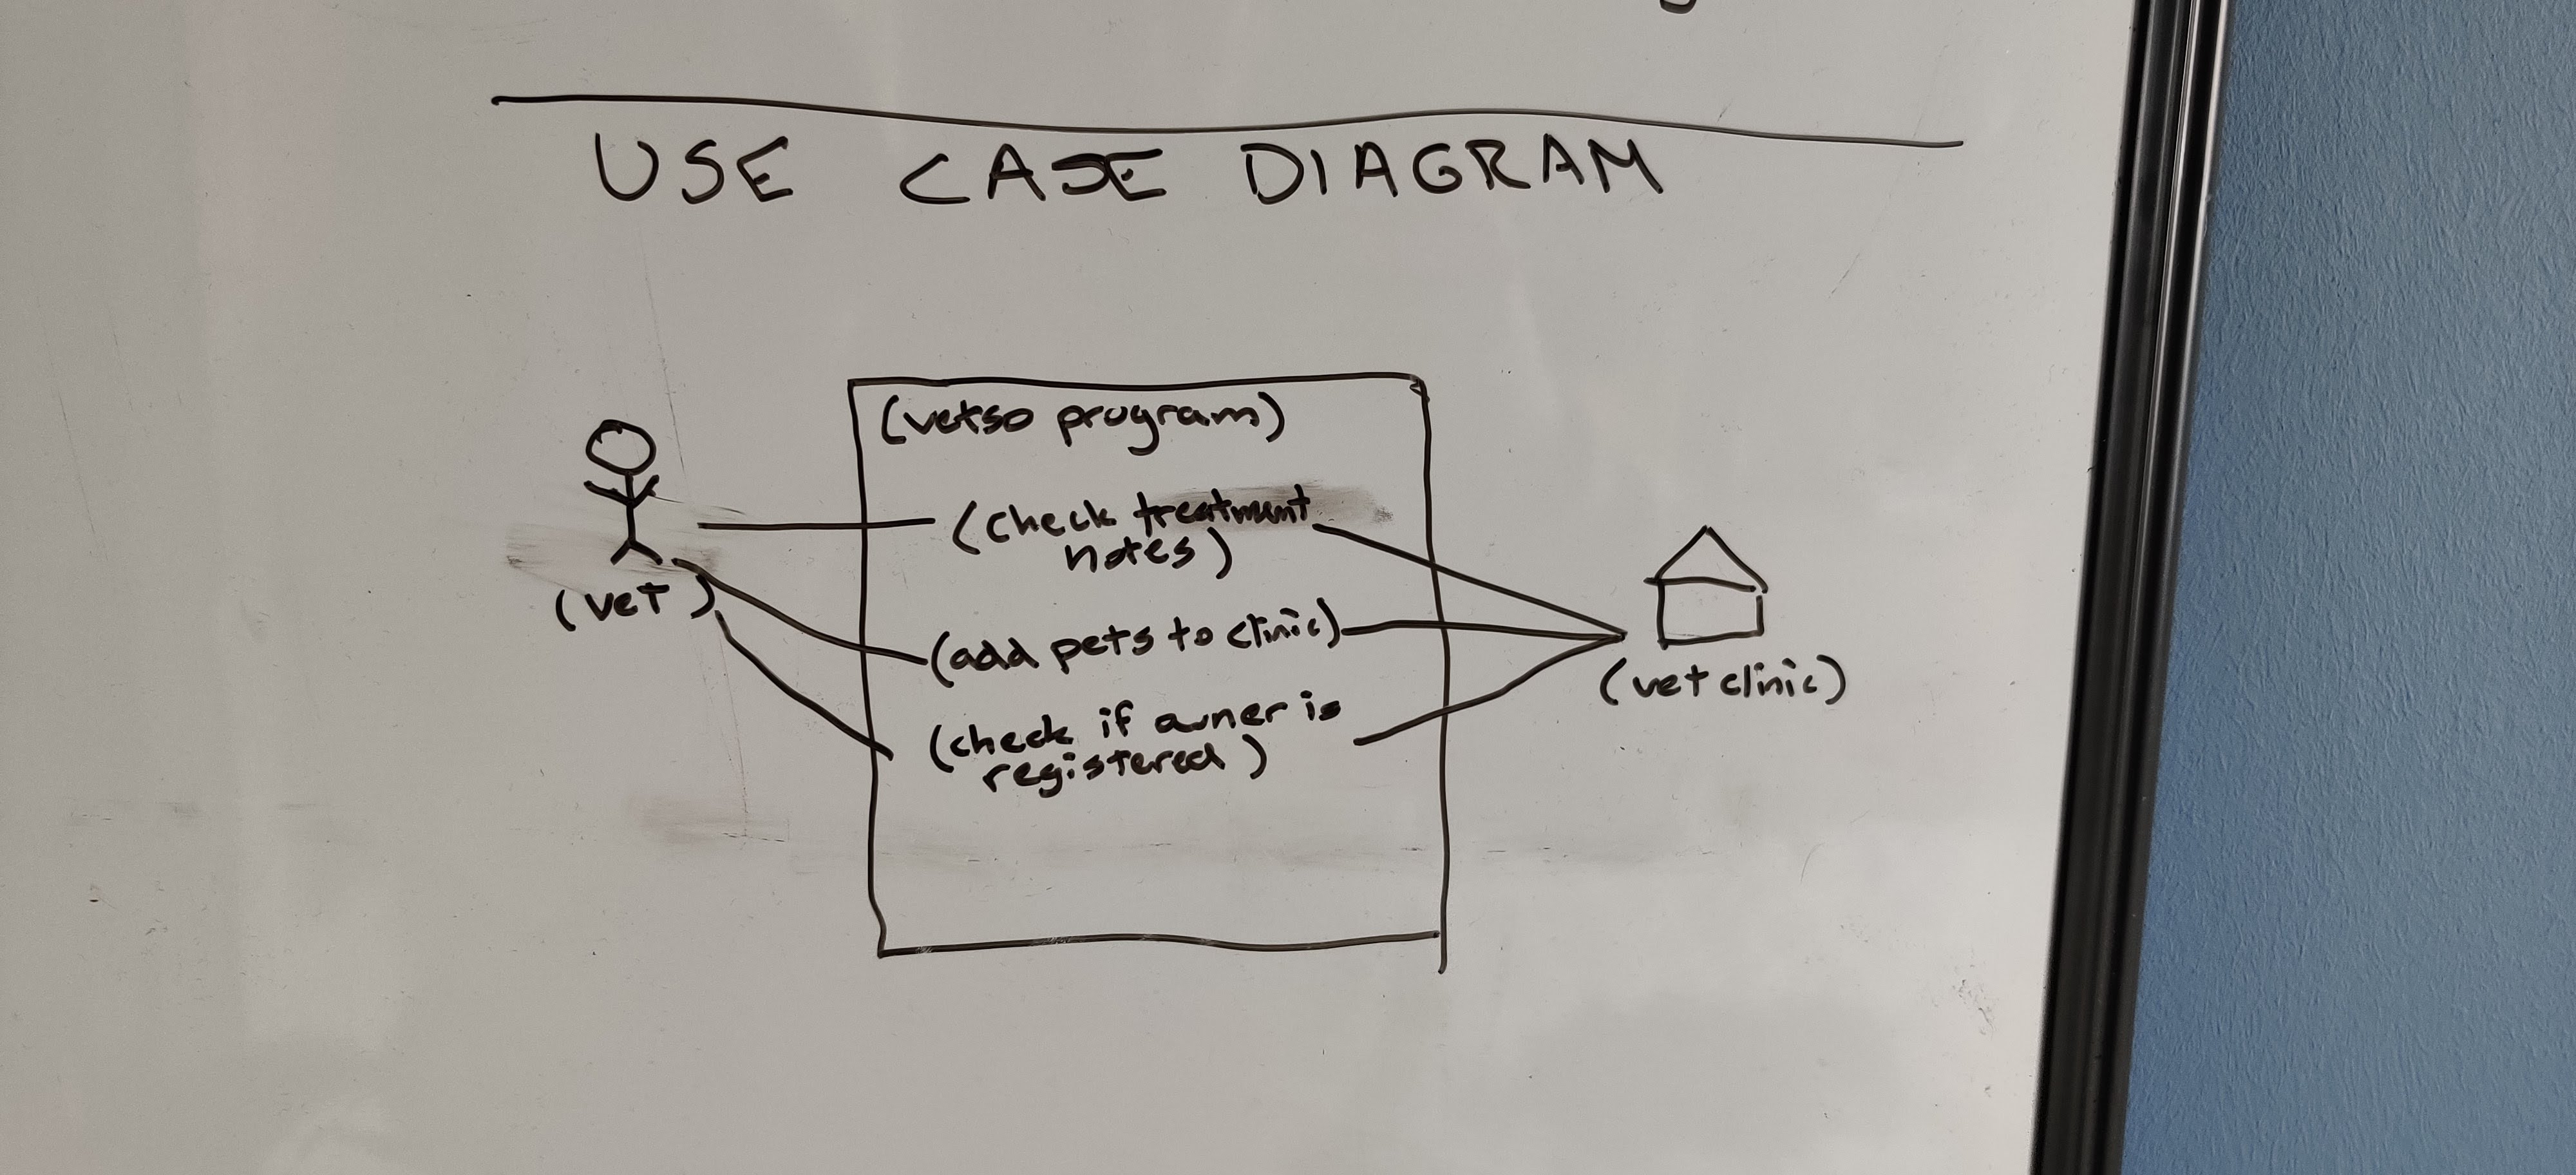 USE CASE DIAGRAM
(vetso program)
(check treatment
notes)
(vet)
(add pets to clinic)
(vet clinic)
(check if owner is
registered)